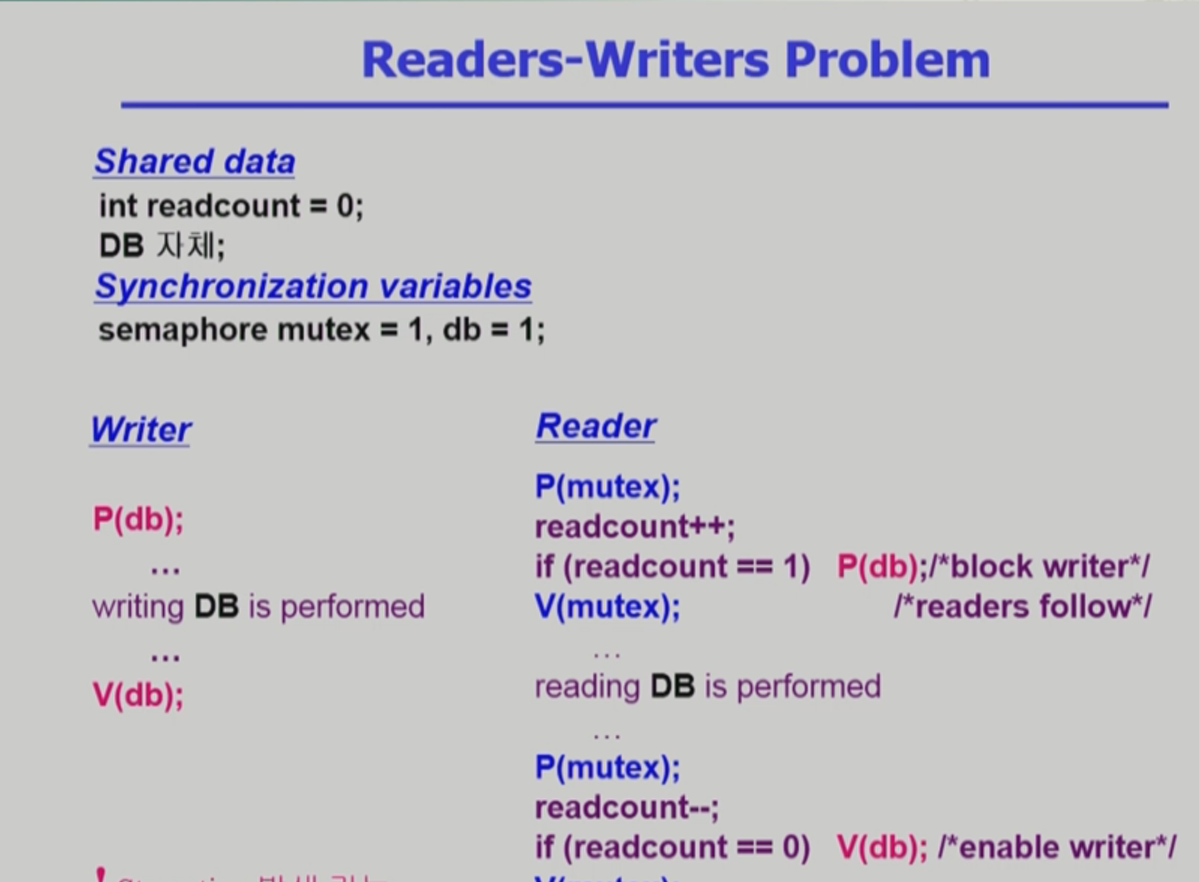 Readers-Writers Problem
Shared data
int readcount = 0;
DB 자체;
Synchronization variables
semaphore mutex = 1, db = 1;
Writer
P(db);
...
writing DB is performed
...
V(db);
Reader
P(mutex);
readcount++;
if (readcount == 1) P(db);/*block writer*/
V(mutex); /*readers follow*/
...
reading DB is performed
...
P(mutex);
readcount--;
if (readcount == 0) V(db); /*enable writer*/